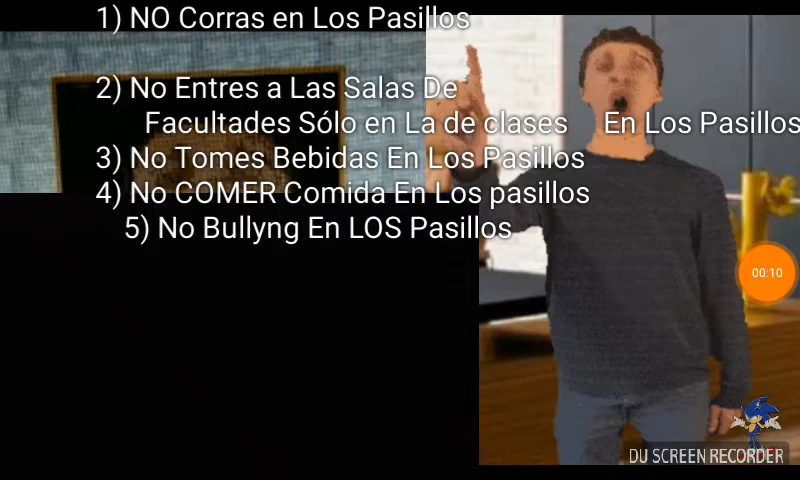 1) NO Corras en Los Pasillos
2) No Entres a Las Salas De
Facultades Sólo en La de clases En Los Pasillos
3) No Tomes Bebidas En Los Pasillos
4) No COMER Comida En Los pasillos
5) No Bullyng En LOS Pasillos
00:10
DU SCREEN RECORDER